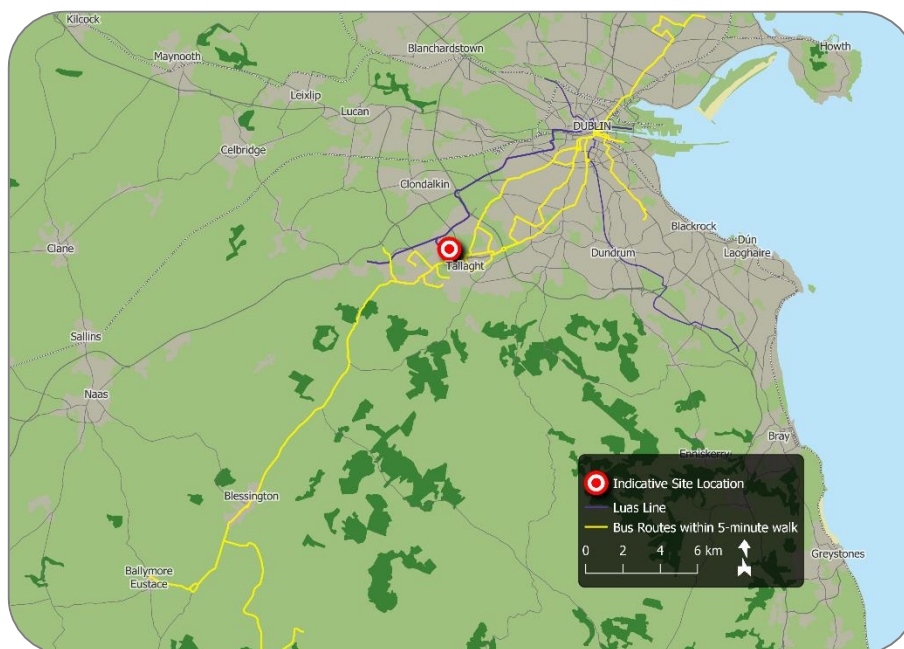 Kilcock
Maynooth
Blanchardstown
Howth
Leixlip
Lucan
DUBLIN
Celbridge
Clondalkin
Blackrock
Clane
Dún
Laoghaire
Dundrum
Tallaght
Sallins
Naas
Bray
Enniskerry
Indicative Site Location
Luas Line
Bus Routes within 5-minute walk
0 2 4 6 km
Blessington
Greystones
Ballymore
Eustace